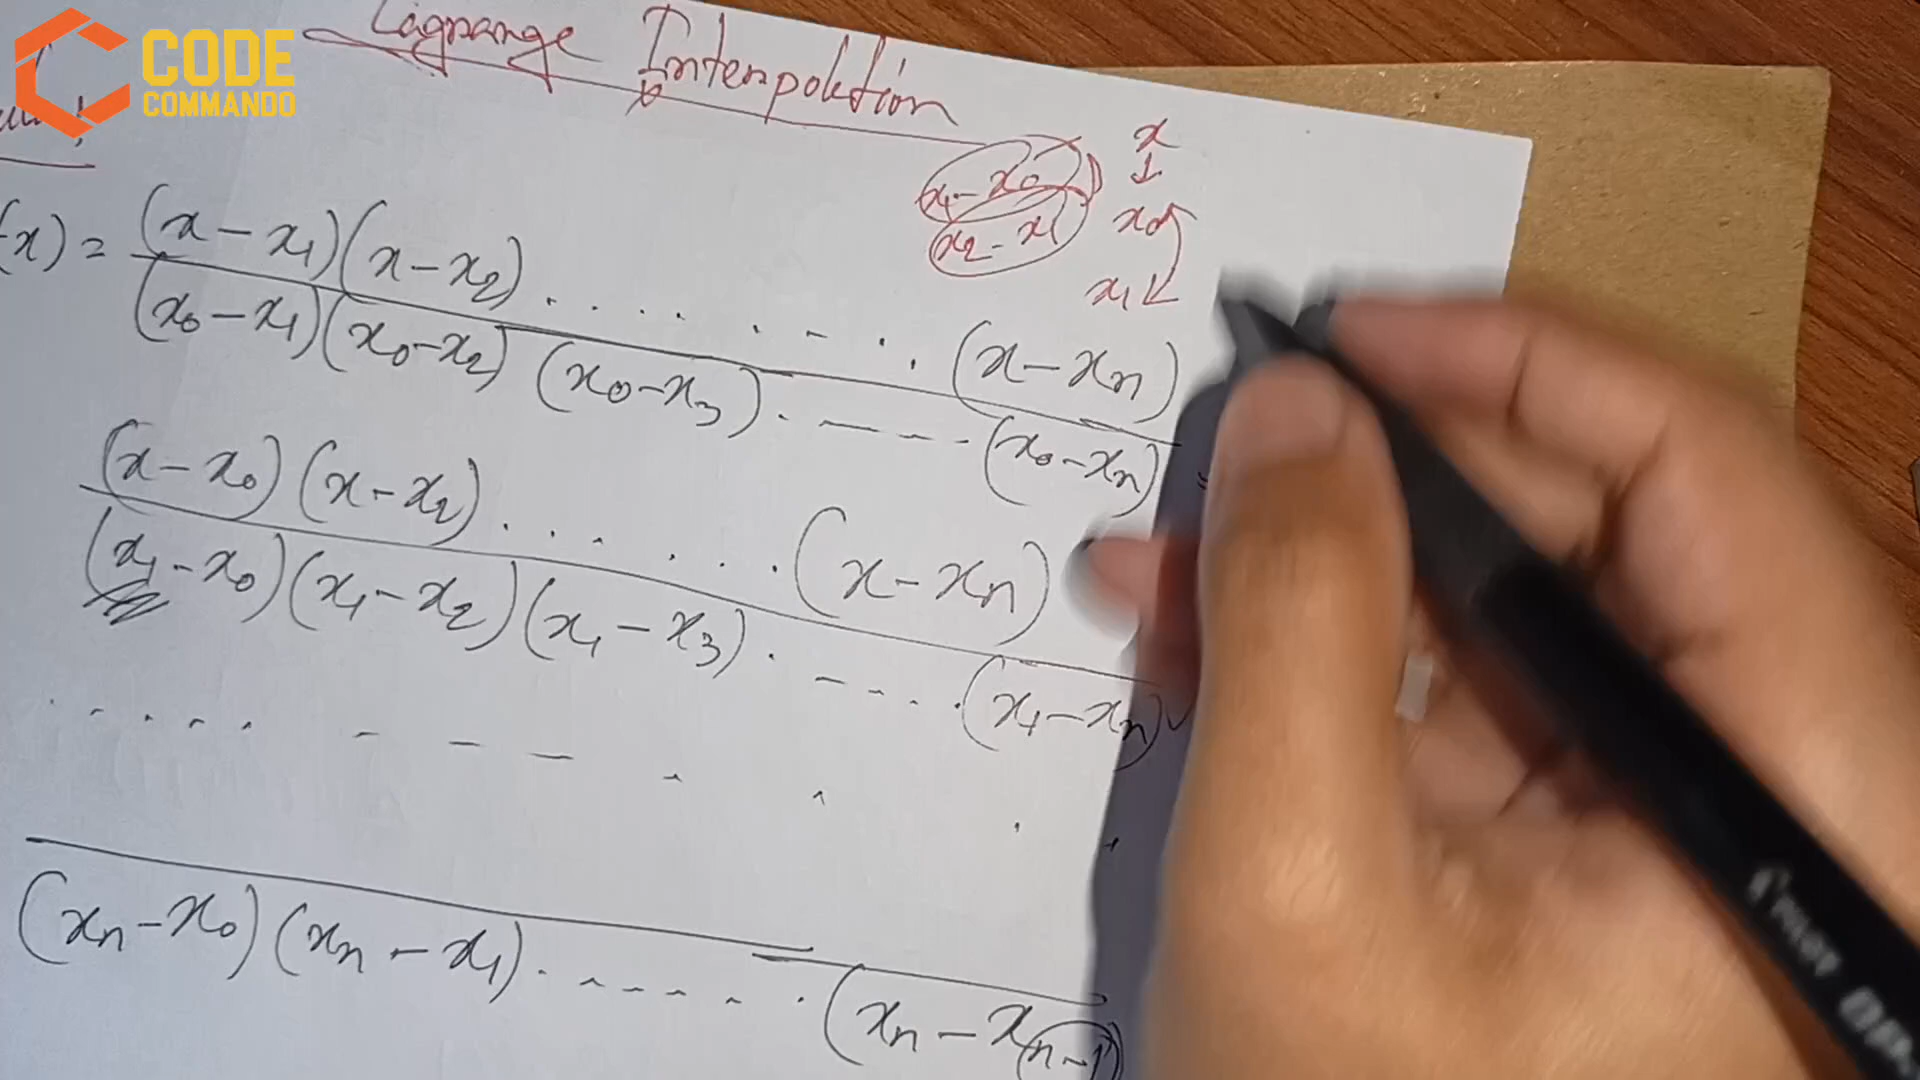 CODE
COMMANDO
Lagrange Interpolation
x
x₁ - x₀
x₀
x₂ - x₁
x₁
(x) = (x - x₁)(x - x₂) . . . . . . . . . (x - xₙ)
(x₀ - x₁)(x₀ - x₂)(x₀ - x₃) . - - - - (x₀ - xₙ)
(x - x₀)(x - x₂) . . . . . . (x - xₙ)
(x₁ - x₀)(x₁ - x₂)(x₁ - x₃) . - - . . . (x₁ - xₙ)
. . . . . - - - . . . .
(xₙ - x₀)(xₙ - x₁) . - - - - - . (xₙ - x₍ₙ₋₁₎)
PILOT